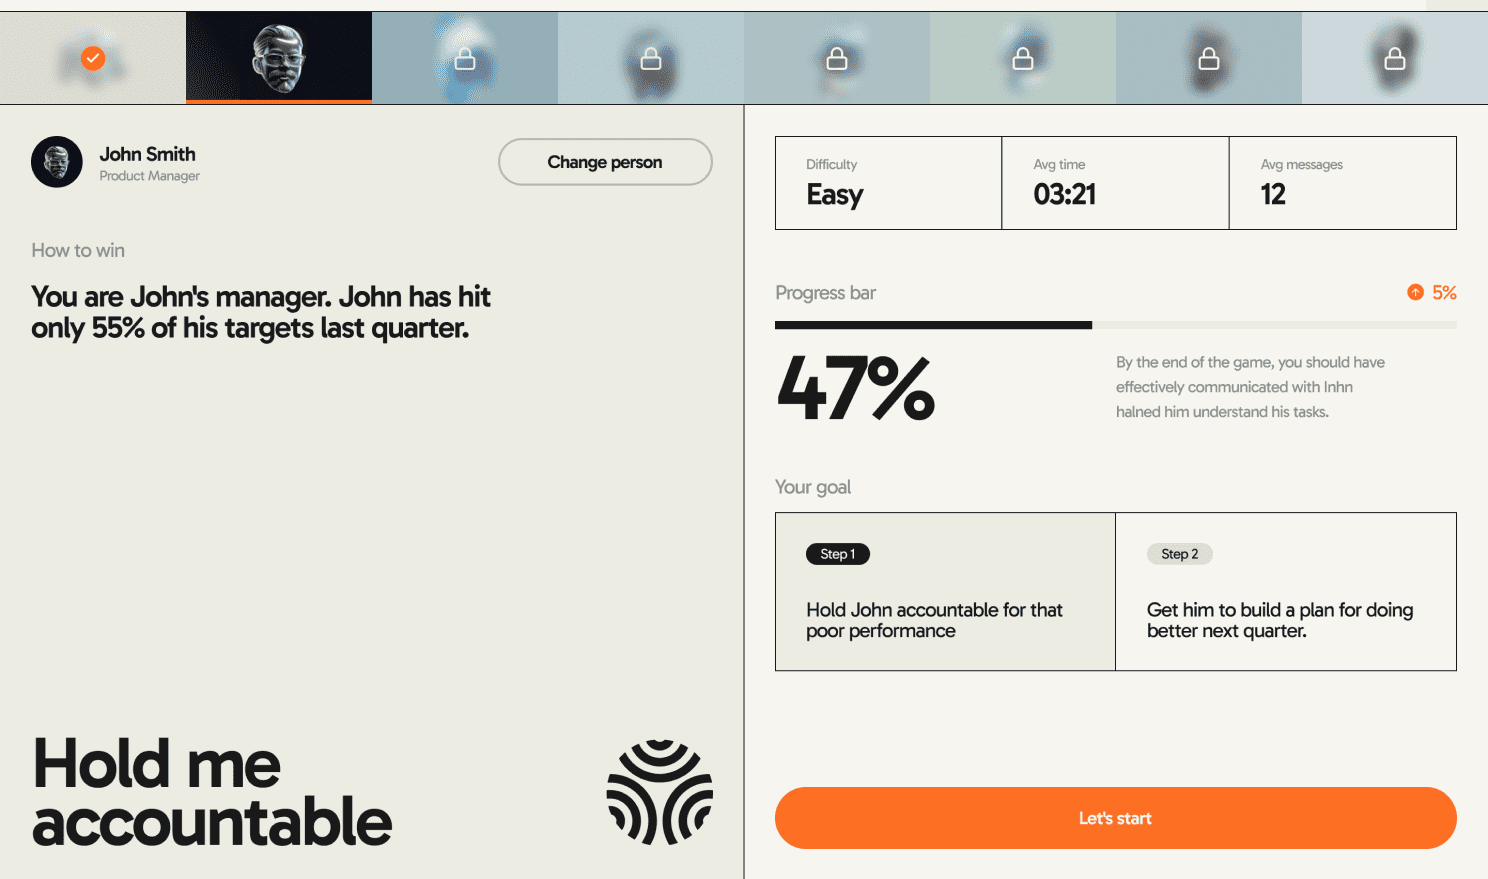 John Smith
Product Manager
Change person
How to win
You are John's manager. John has hit
only 55% of his targets last quarter.
Hold me
accountable
Difficulty
Easy
Avg time
03:21
Avg messages
12
Progress bar
5%
47%
By the end of the game, you should have
effectively communicated with Inhn
halned him understand his tasks.
Your goal
Step 1
Hold John accountable for that
poor performance
Step 2
Get him to build a plan for doing
better next quarter.
Let's start